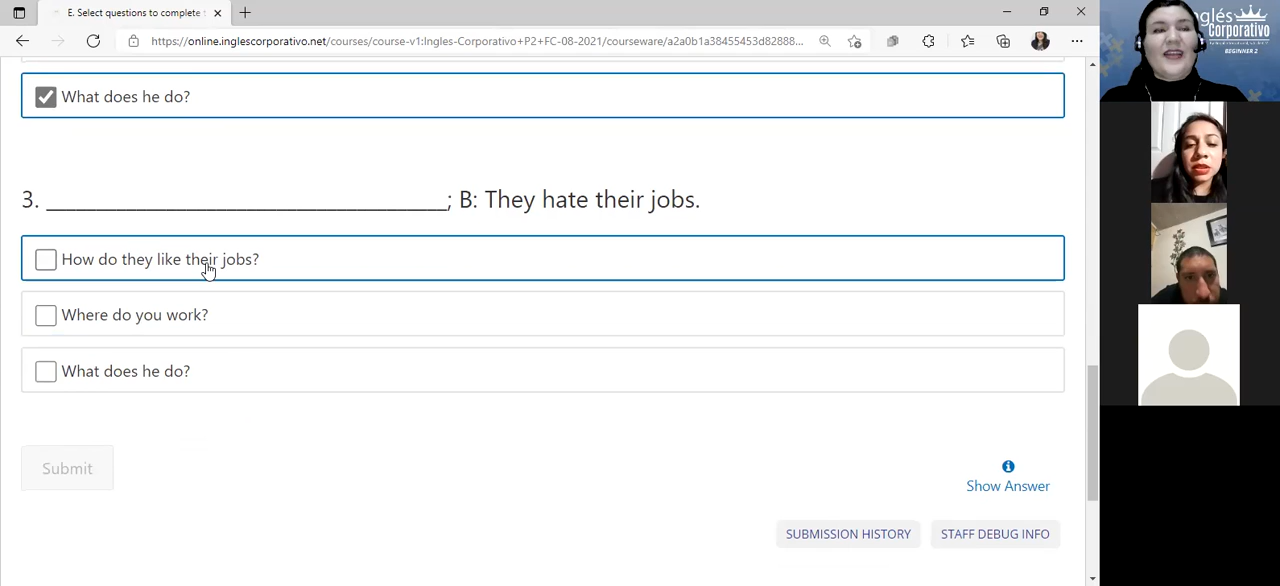 E. Select questions to complete
https://online.inglescorporativo.net/courses/course-v1:Ingles-Corporativo+P2+FC-08-2021/courseware/a2a0b1a38455453d82888...
glés
Corporativo
BEGINNER 2
What does he do?
3. ________________________________________; B: They hate their jobs.
How do they like their jobs?
Where do you work?
What does he do?
Submit
Show Answer
SUBMISSION HISTORY
STAFF DEBUG INFO